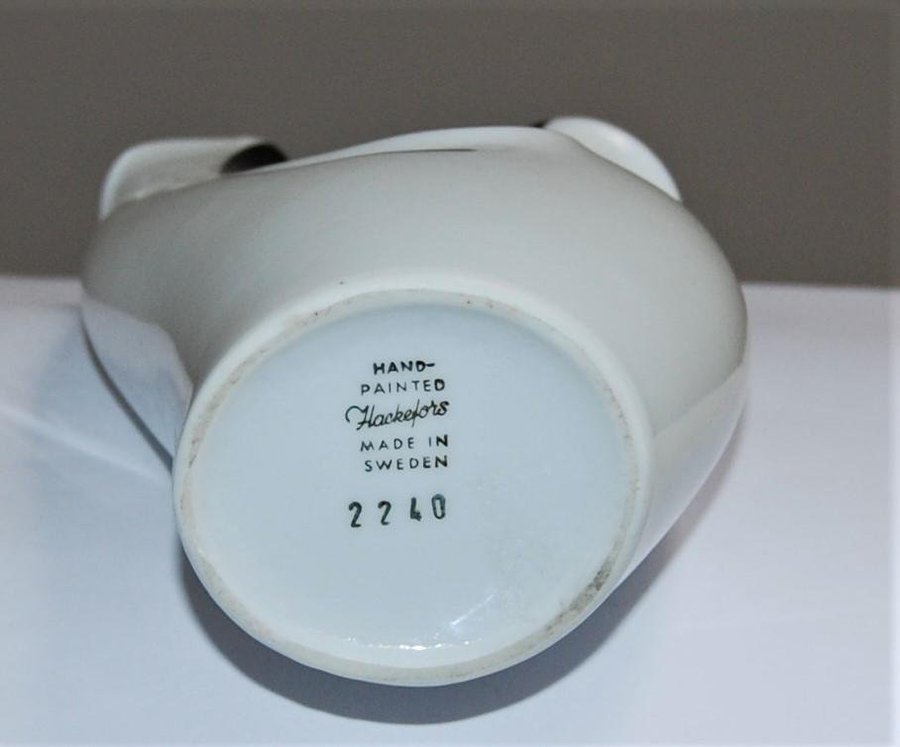 HAND-
PAINTED
Hackefors
MADE IN
SWEDEN
2240